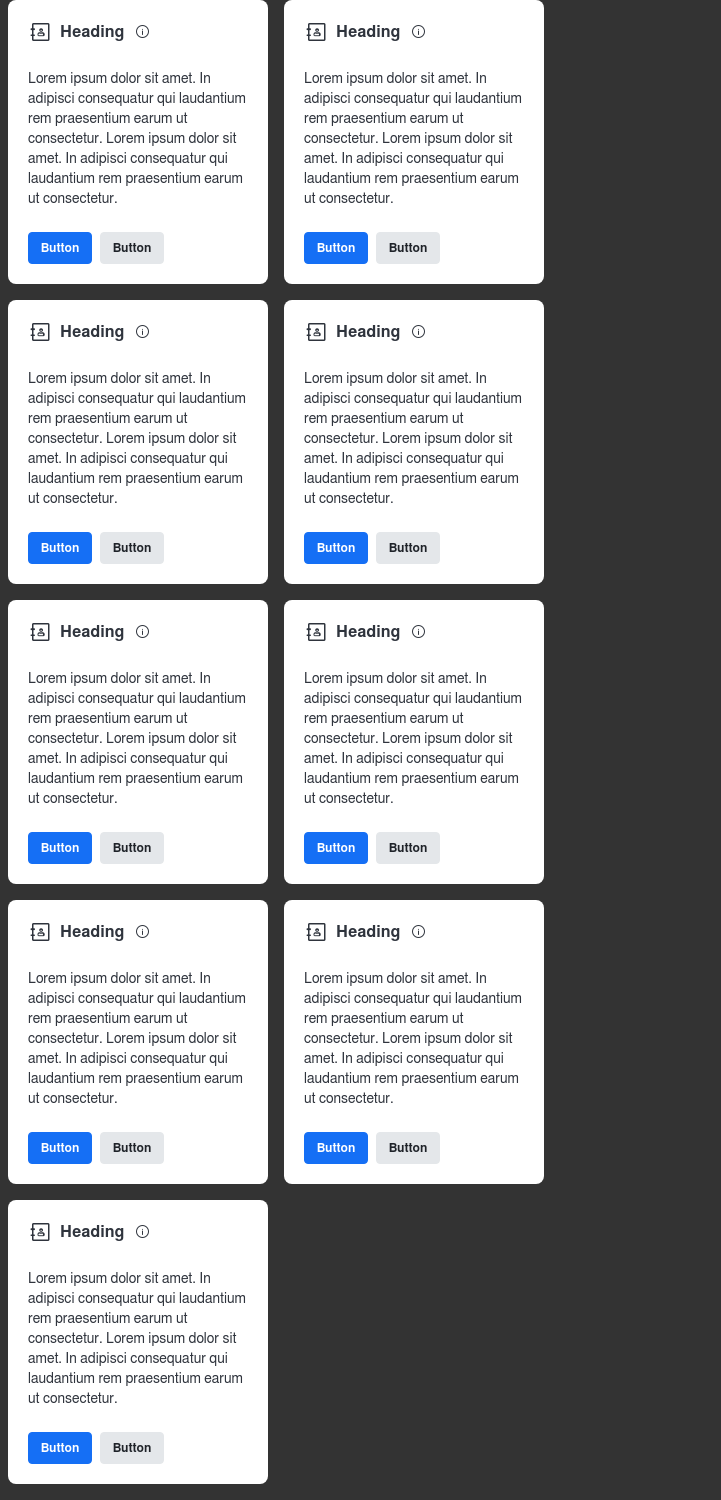 Heading
Lorem ipsum dolor sit amet. In
adipisci consequatur qui laudantium
rem praesentium earum ut
consectetur. Lorem ipsum dolor sit
amet. In adipisci consequatur qui
laudantium rem praesentium earum
ut consectetur.
Button Button
Heading
Lorem ipsum dolor sit amet. In
adipisci consequatur qui laudantium
rem praesentium earum ut
consectetur. Lorem ipsum dolor sit
amet. In adipisci consequatur qui
laudantium rem praesentium earum
ut consectetur.
Button Button
Heading
Lorem ipsum dolor sit amet. In
adipisci consequatur qui laudantium
rem praesentium earum ut
consectetur. Lorem ipsum dolor sit
amet. In adipisci consequatur qui
laudantium rem praesentium earum
ut consectetur.
Button Button
Heading
Lorem ipsum dolor sit amet. In
adipisci consequatur qui laudantium
rem praesentium earum ut
consectetur. Lorem ipsum dolor sit
amet. In adipisci consequatur qui
laudantium rem praesentium earum
ut consectetur.
Button Button
Heading
Lorem ipsum dolor sit amet. In
adipisci consequatur qui laudantium
rem praesentium earum ut
consectetur. Lorem ipsum dolor sit
amet. In adipisci consequatur qui
laudantium rem praesentium earum
ut consectetur.
Button Button
Heading
Lorem ipsum dolor sit amet. In
adipisci consequatur qui laudantium
rem praesentium earum ut
consectetur. Lorem ipsum dolor sit
amet. In adipisci consequatur qui
laudantium rem praesentium earum
ut consectetur.
Button Button
Heading
Lorem ipsum dolor sit amet. In
adipisci consequatur qui laudantium
rem praesentium earum ut
consectetur. Lorem ipsum dolor sit
amet. In adipisci consequatur qui
laudantium rem praesentium earum
ut consectetur.
Button Button
Heading
Lorem ipsum dolor sit amet. In
adipisci consequatur qui laudantium
rem praesentium earum ut
consectetur. Lorem ipsum dolor sit
amet. In adipisci consequatur qui
laudantium rem praesentium earum
ut consectetur.
Button Button
Heading
Lorem ipsum dolor sit amet. In
adipisci consequatur qui laudantium
rem praesentium earum ut
consectetur. Lorem ipsum dolor sit
amet. In adipisci consequatur qui
laudantium rem praesentium earum
ut consectetur.
Button Button